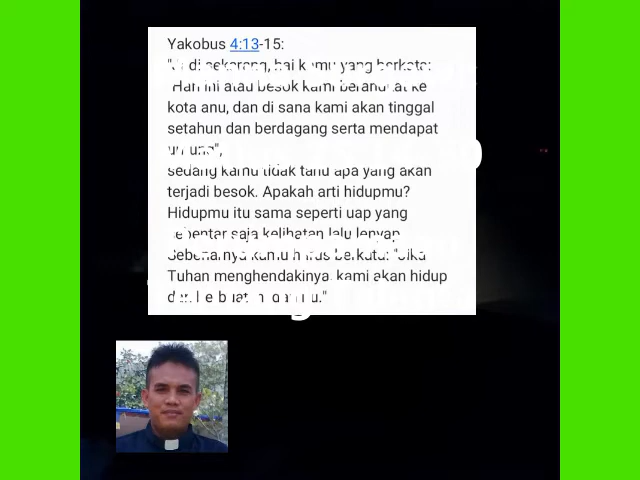 Yakobus 4:13-15:
"Jadi sekarang, hai kamu yang berkata:
"Hari ini atau besok kami berangkat ke
kota anu, dan di sana kami akan tinggal
setahun dan berdagang serta mendapat
untung",
sedang kamu tidak tahu apa yang akan
terjadi besok. Apakah arti hidupmu?
Hidupmu itu sama seperti uap yang
sebentar saja kelihatan lalu lenyap.
Sebenarnya kamu harus berkata: "Jika
Tuhan menghendakinya, kami akan hidup
dan berbuat ini dan itu."